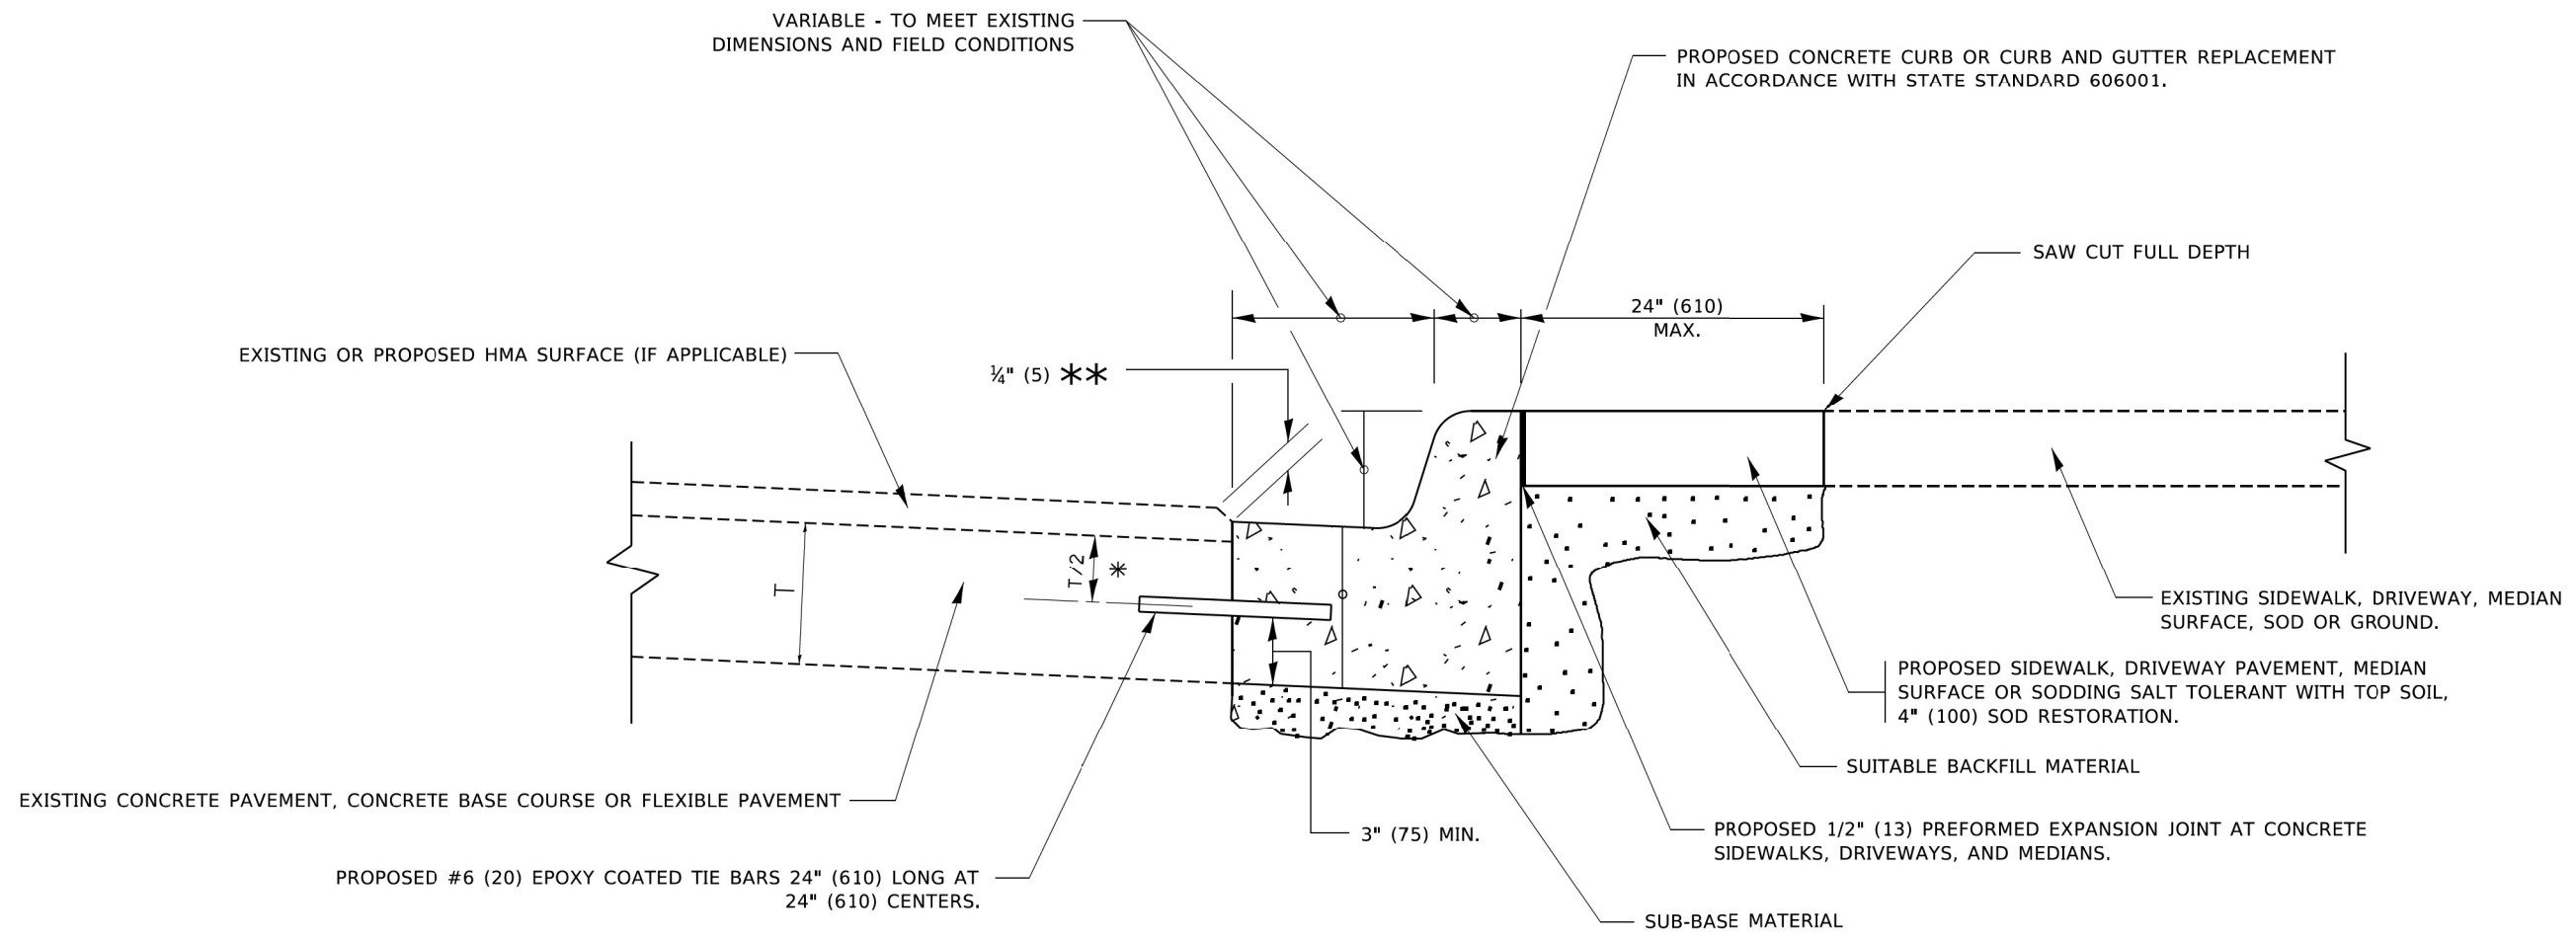 VARIABLE - TO MEET EXISTING
DIMENSIONS AND FIELD CONDITIONS
PROPOSED CONCRETE CURB OR CURB AND GUTTER REPLACEMENT
IN ACCORDANCE WITH STATE STANDARD 606001.
SAW CUT FULL DEPTH
24" (610)
MAX.
EXISTING OR PROPOSED HMA SURFACE (IF APPLICABLE)
¼" (5) **
T
T/2
*
EXISTING SIDEWALK, DRIVEWAY, MEDIAN
SURFACE, SOD OR GROUND.
PROPOSED SIDEWALK, DRIVEWAY PAVEMENT, MEDIAN
SURFACE OR SODDING SALT TOLERANT WITH TOP SOIL,
4" (100) SOD RESTORATION.
SUITABLE BACKFILL MATERIAL
EXISTING CONCRETE PAVEMENT, CONCRETE BASE COURSE OR FLEXIBLE PAVEMENT
3" (75) MIN.
PROPOSED 1/2" (13) PREFORMED EXPANSION JOINT AT CONCRETE
SIDEWALKS, DRIVEWAYS, AND MEDIANS.
PROPOSED #6 (20) EPOXY COATED TIE BARS 24" (610) LONG AT
24" (610) CENTERS.
SUB-BASE MATERIAL